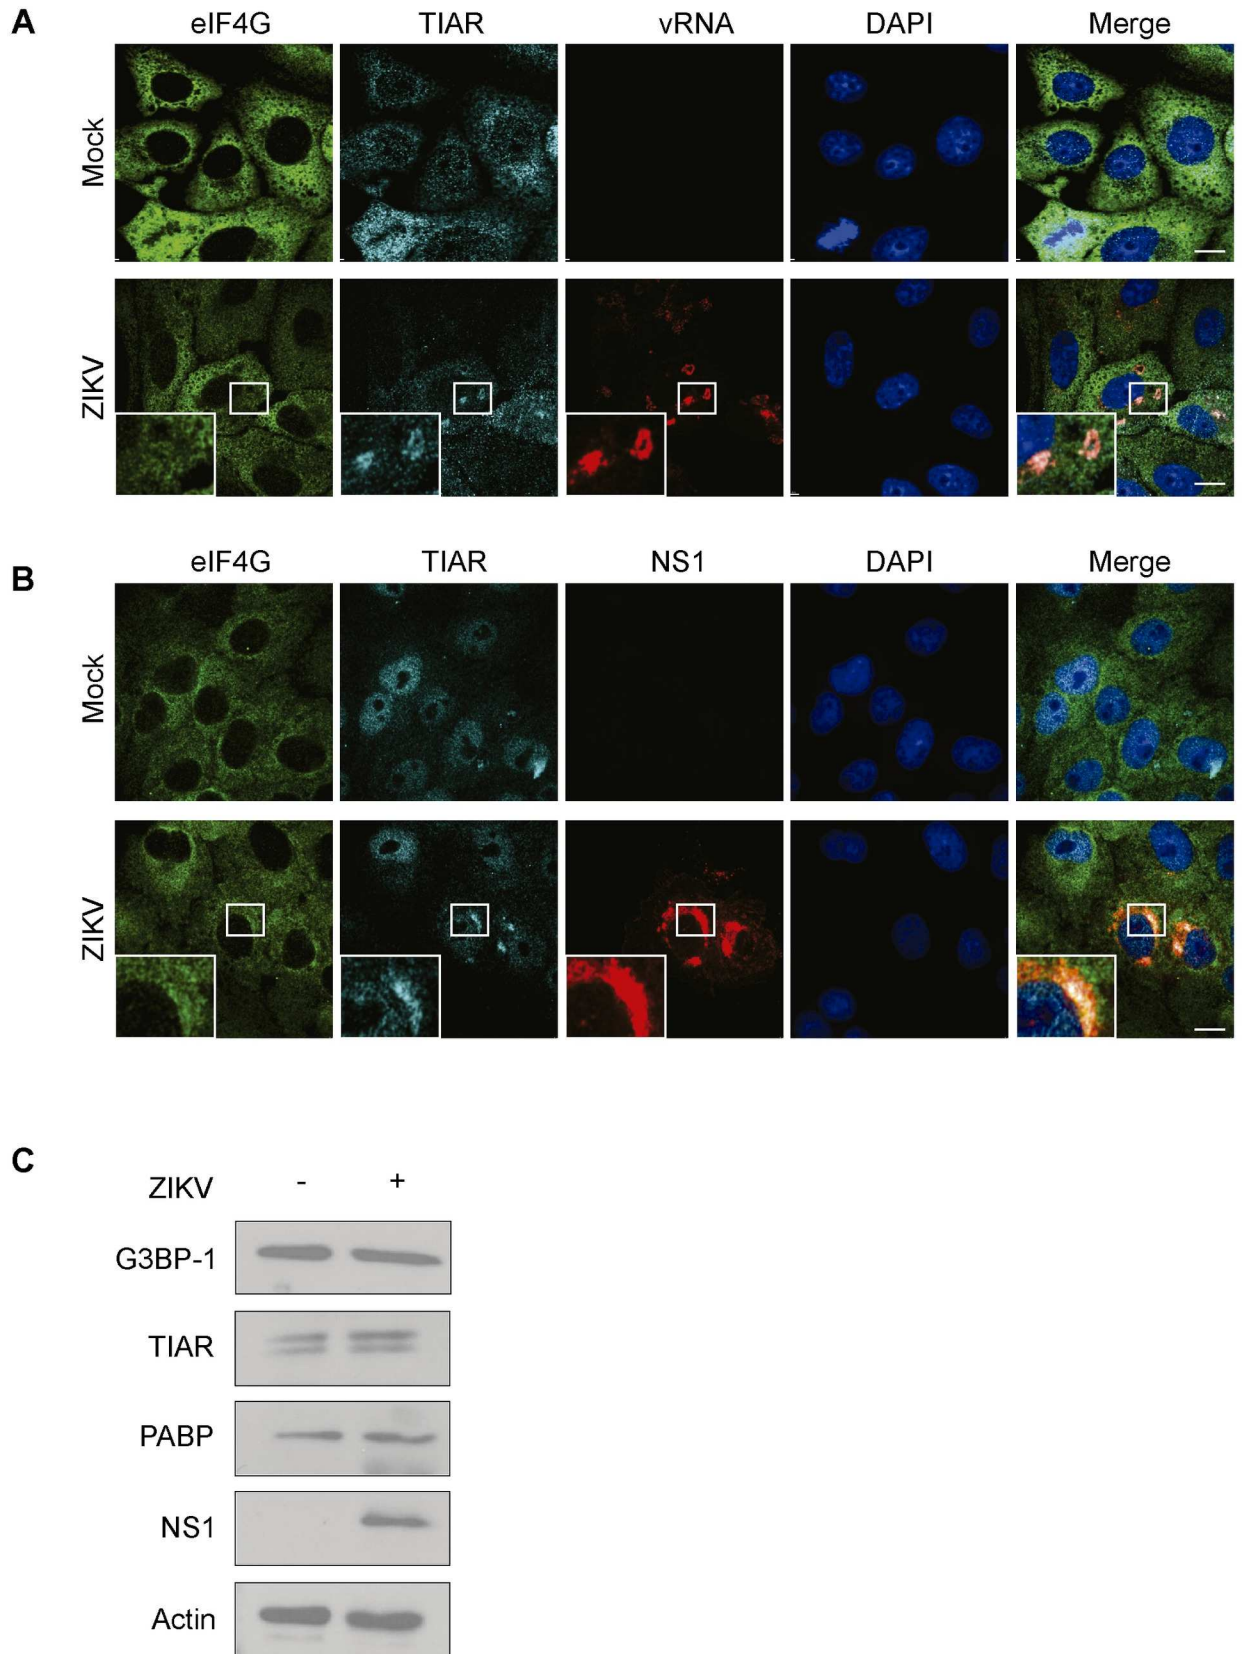 A
eIF4G TIAR vRNA DAPI Merge
Mock
ZIKV
B
eIF4G TIAR NS1 DAPI Merge
Mock
ZIKV
C
ZIKV - +
G3BP-1
TIAR
PABP
NS1
Actin